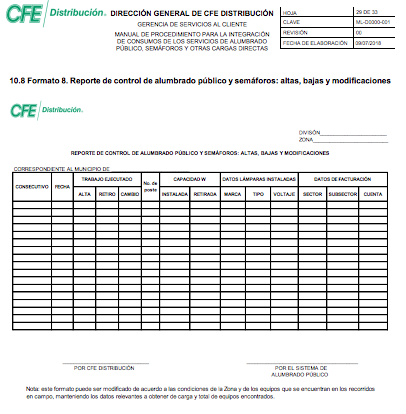 CFE Distribución®
DIRECCIÓN GENERAL DE CFE DISTRIBUCIÓN
GERENCIA DE SERVICIOS AL CLIENTE
MANUAL DE PROCEDIMIENTO PARA LA INTEGRACIÓN
DE CONSUMOS DE LOS SERVICIOS DE ALUMBRADO
PÚBLICO, SEMÁFOROS Y OTRAS CARGAS DIRECTAS
HOJA 29 DE 33
CLAVE ML-D0000-001
REVISIÓN 00
FECHA DE ELABORACIÓN 09/07/2018
10.8 Formato 8. Reporte de control de alumbrado público y semáforos: altas, bajas y modificaciones
CFE Distribución®
DIVISIÓN
ZONA
REPORTE DE CONTROL DE ALUMBRADO PÚBLICO Y SEMÁFOROS: ALTAS, BAJAS Y MODIFICACIONES
CORRESPONDIENTE AL MUNICIPIO DE
CONSECUTIVO FECHA TRABAJO EJECUTADO No. de poste CAPACIDAD W DATOS LÁMPARAS INSTALADAS DATOS DE FACTURACIÓN
ALTA RETIRO CAMBIO INSTALADA RETIRADA MARCA TIPO VOLTAJE SECTOR SUBSECTOR CUENTA
POR CFE DISTRIBUCIÓN
POR EL SISTEMA DE
ALUMBRADO PÚBLICO
Nota: este formato puede ser modificado de acuerdo a las condiciones de la Zona y de los equipos que se encuentran en los recorridos
en campo, manteniendo los datos relevantes a obtener de carga y total de equipos encontrados.